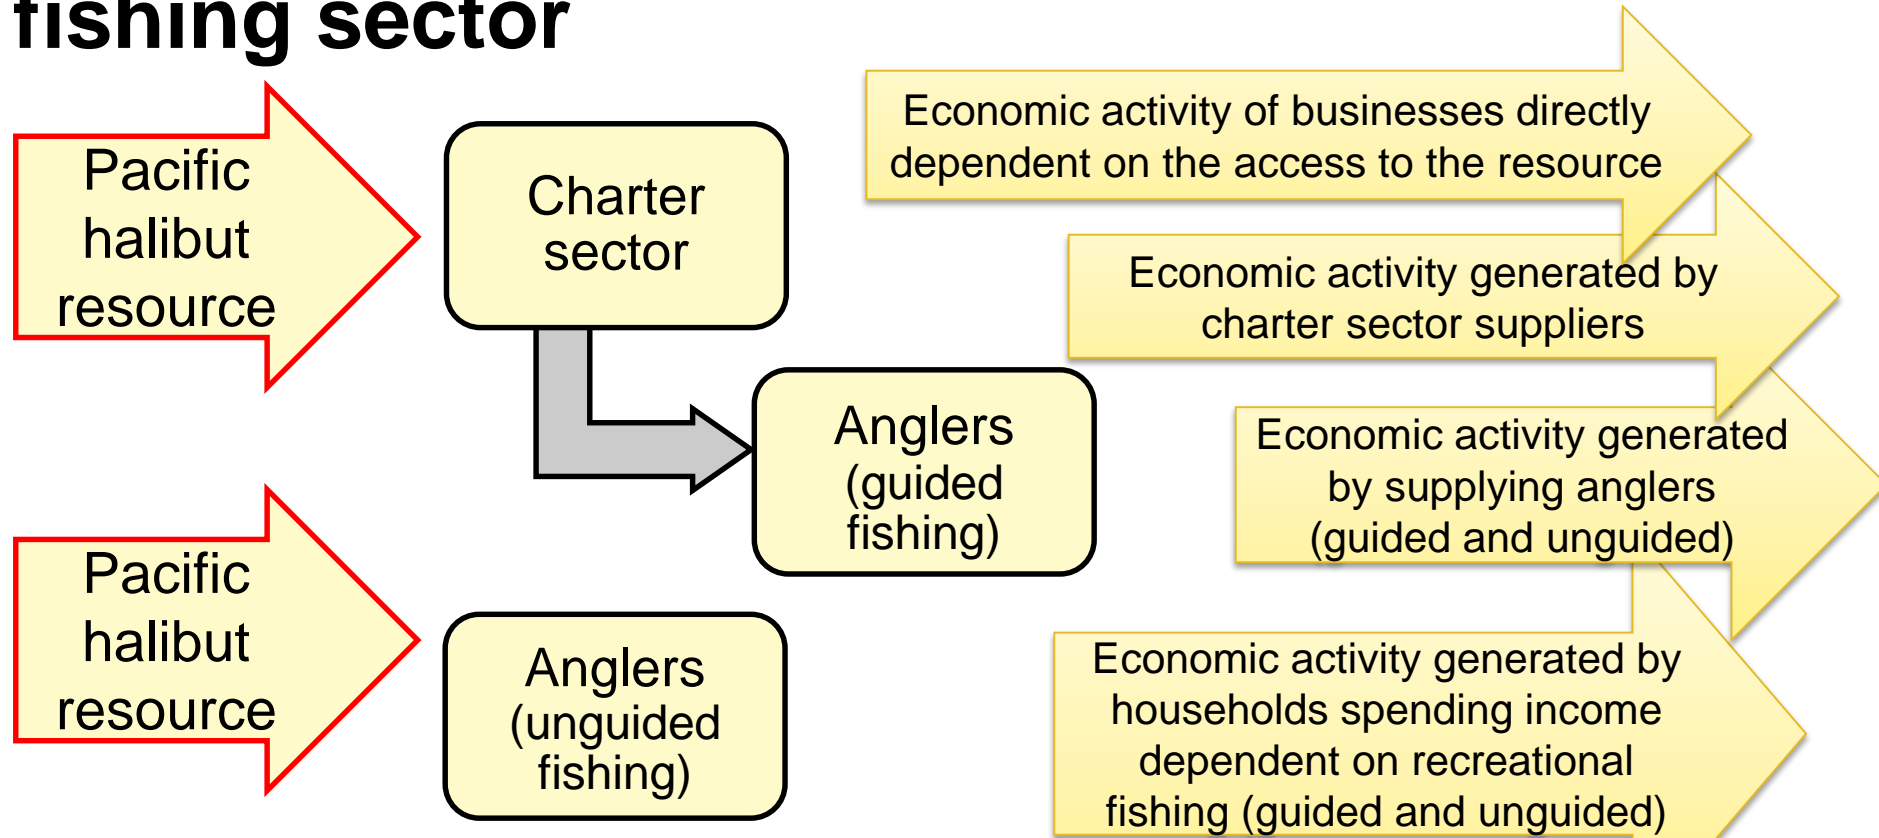 fishing sector
Pacific
halibut
resource
Charter
sector
Anglers
(guided
fishing)
Pacific
halibut
resource
Anglers
(unguided
fishing)
Economic activity of businesses directly
dependent on the access to the resource
Economic activity generated by
charter sector suppliers
Economic activity generated
by supplying anglers
(guided and unguided)
Economic activity generated by
households spending income
dependent on recreational
fishing (guided and unguided)